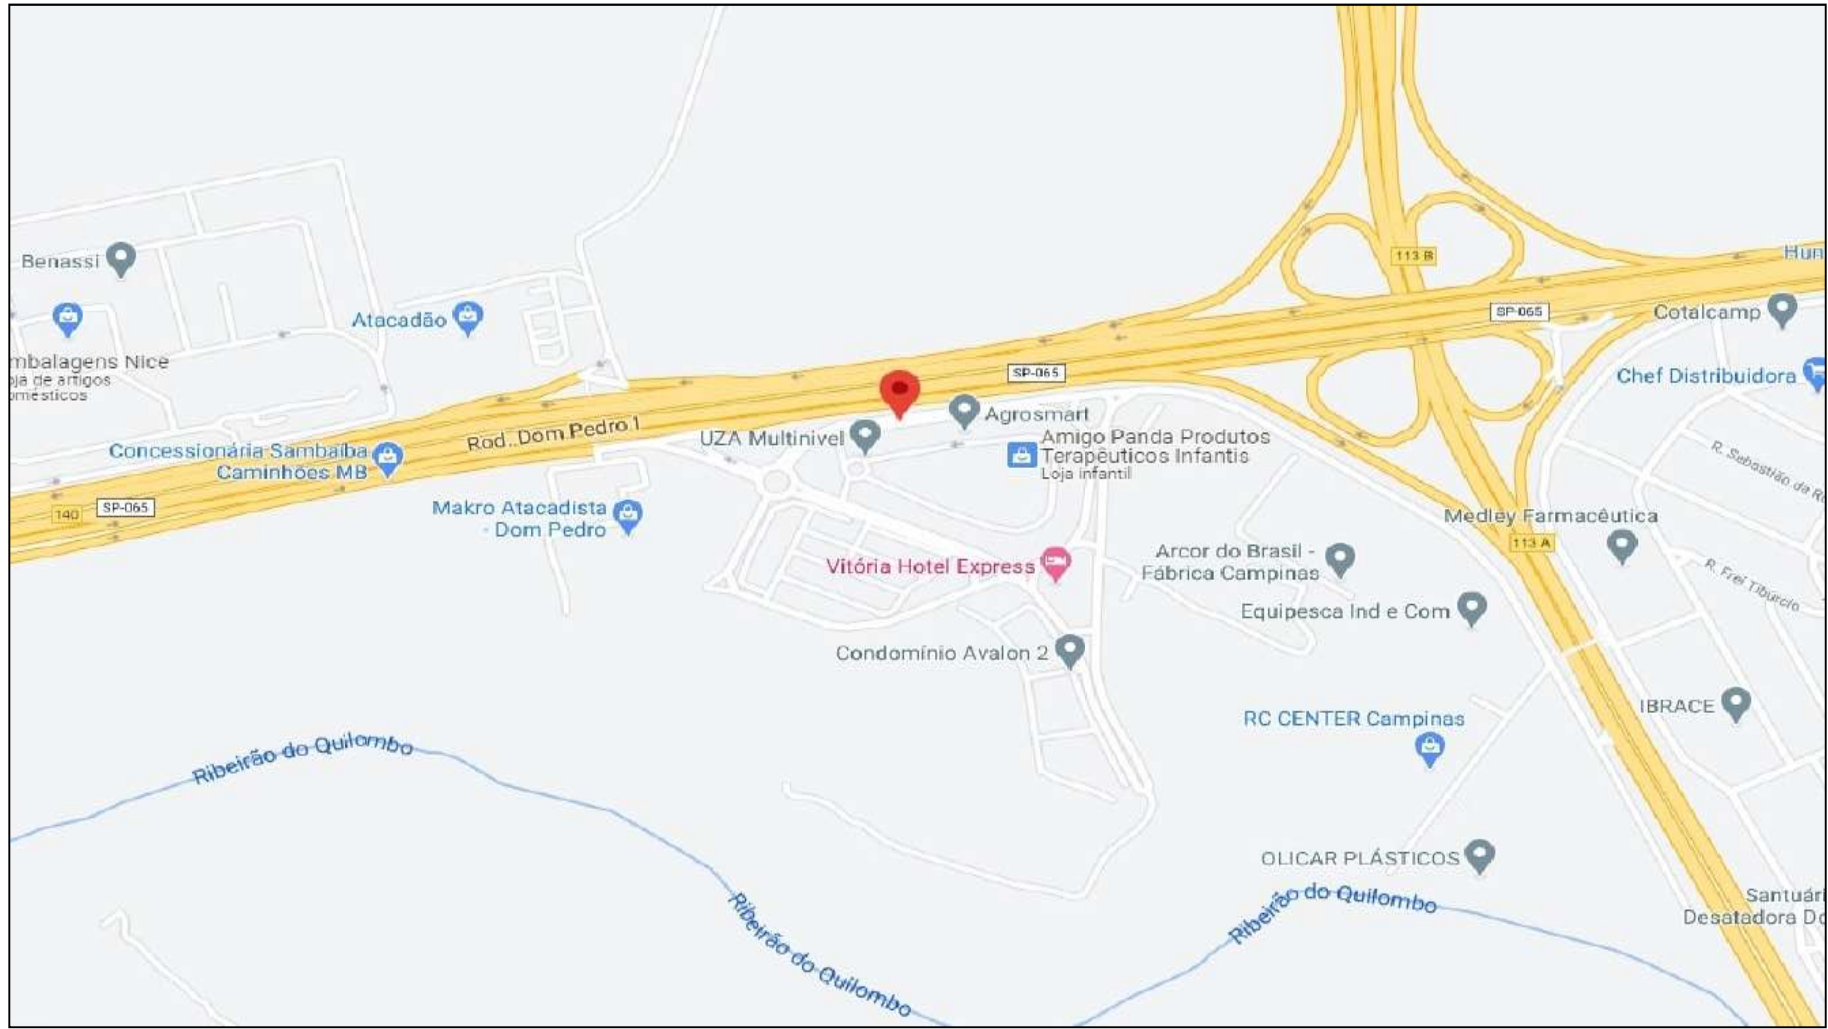 113 B
Hun
Benassi
SP-065
Cotalcamp
Atacadão
mbalagens Nice
oja de artigos
omésticos
SP-065
Chef Distribuidora
Agrosmart
Rod. Dom Pedro I
UZA Multinivel
Amigo Panda Produtos
Terapêuticos Infantis
Loja infantil
Concessionária Sambaíba
Caminhões MB
R. Sebastião da R
140
SP-065
Makro Atacadista
- Dom Pedro
Medley Farmacêutica
113 A
Vitória Hotel Express
Arcor do Brasil -
Fábrica Campinas
R. Frei Tibúrcio
Equipesca Ind e Com
Condomínio Avalon 2
IBRACE
RC CENTER Campinas
Ribeirão do Quilombo
OLICAR PLÁSTICOS
Ribeirão do Quilombo
Ribeirão do Quilombo
Santuári
Desatadora Do